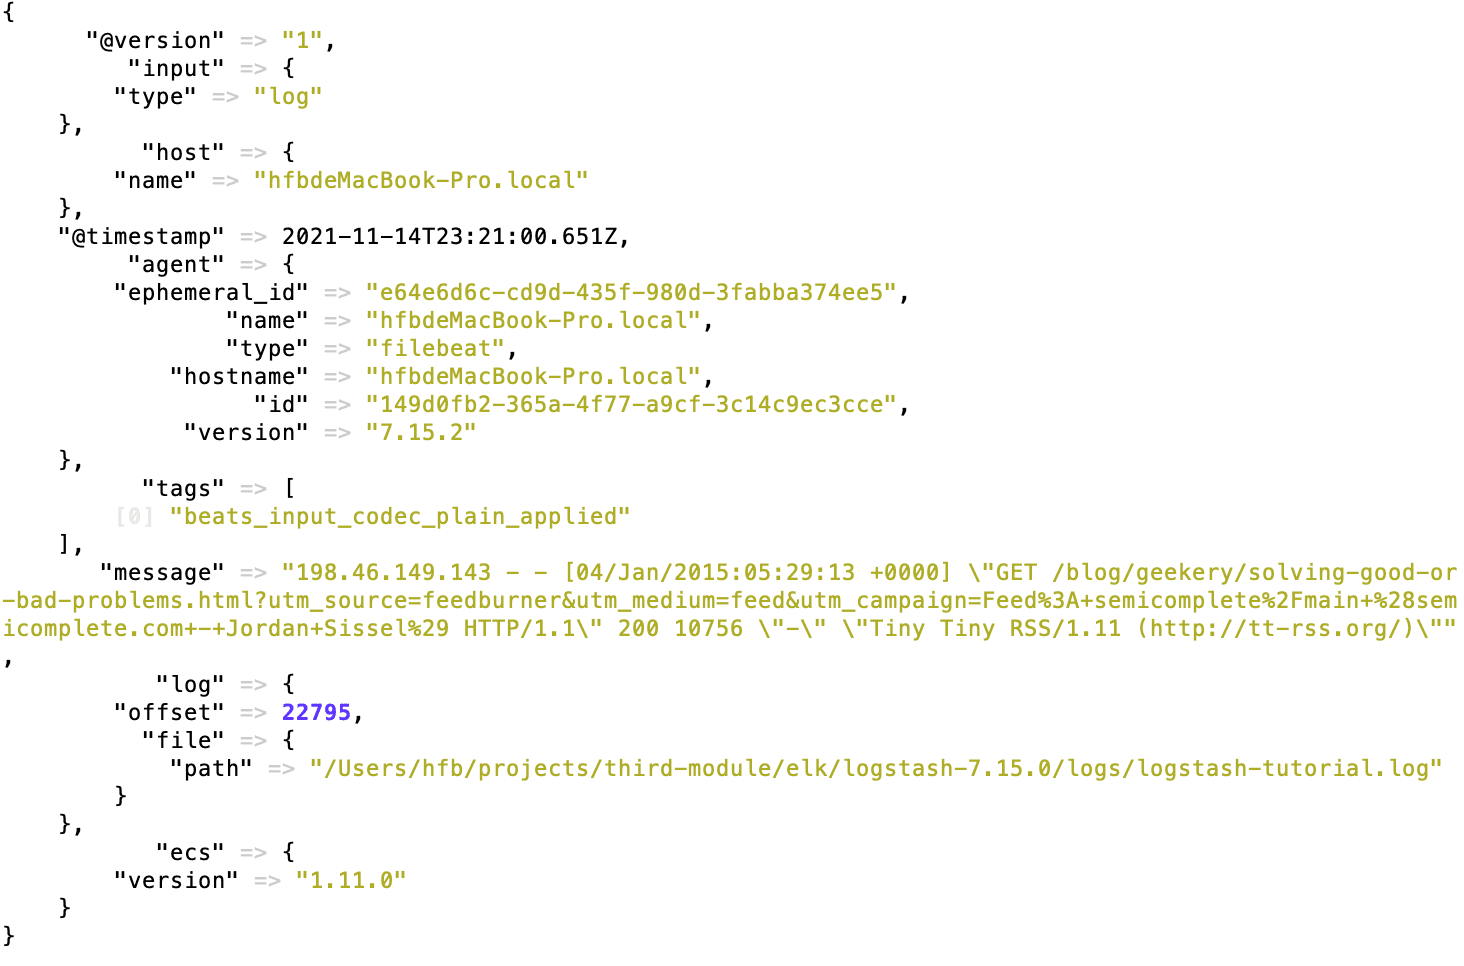 {
      "@version" => "1",
         "input" => {
        "type" => "log"
    },
          "host" => {
        "name" => "hfbdeMacBook-Pro.local"
    },
    "@timestamp" => 2021-11-14T23:21:00.651Z,
         "agent" => {
        "ephemeral_id" => "e64e6d6c-cd9d-435f-980d-3fabba374ee5",
                "name" => "hfbdeMacBook-Pro.local",
                "type" => "filebeat",
            "hostname" => "hfbdeMacBook-Pro.local",
                  "id" => "149d0fb2-365a-4f77-a9cf-3c14c9ec3cce",
             "version" => "7.15.2"
    },
          "tags" => [
        [0] "beats_input_codec_plain_applied"
    ],
       "message" => "198.46.149.143 - - [04/Jan/2015:05:29:13 +0000] \"GET /blog/geekery/solving-good-or
-bad-problems.html?utm_source=feedburner&utm_medium=feed&utm_campaign=Feed%3A+semicomplete%2Fmain+%28sem
icomplete.com+-+Jordan+Sissel%29 HTTP/1.1\" 200 10756 \"-\" \"Tiny Tiny RSS/1.11 (http://tt-rss.org/)\""
,
           "log" => {
        "offset" => 22795,
          "file" => {
            "path" => "/Users/hfb/projects/third-module/elk/logstash-7.15.0/logs/logstash-tutorial.log"
        }
    },
           "ecs" => {
        "version" => "1.11.0"
    }
}